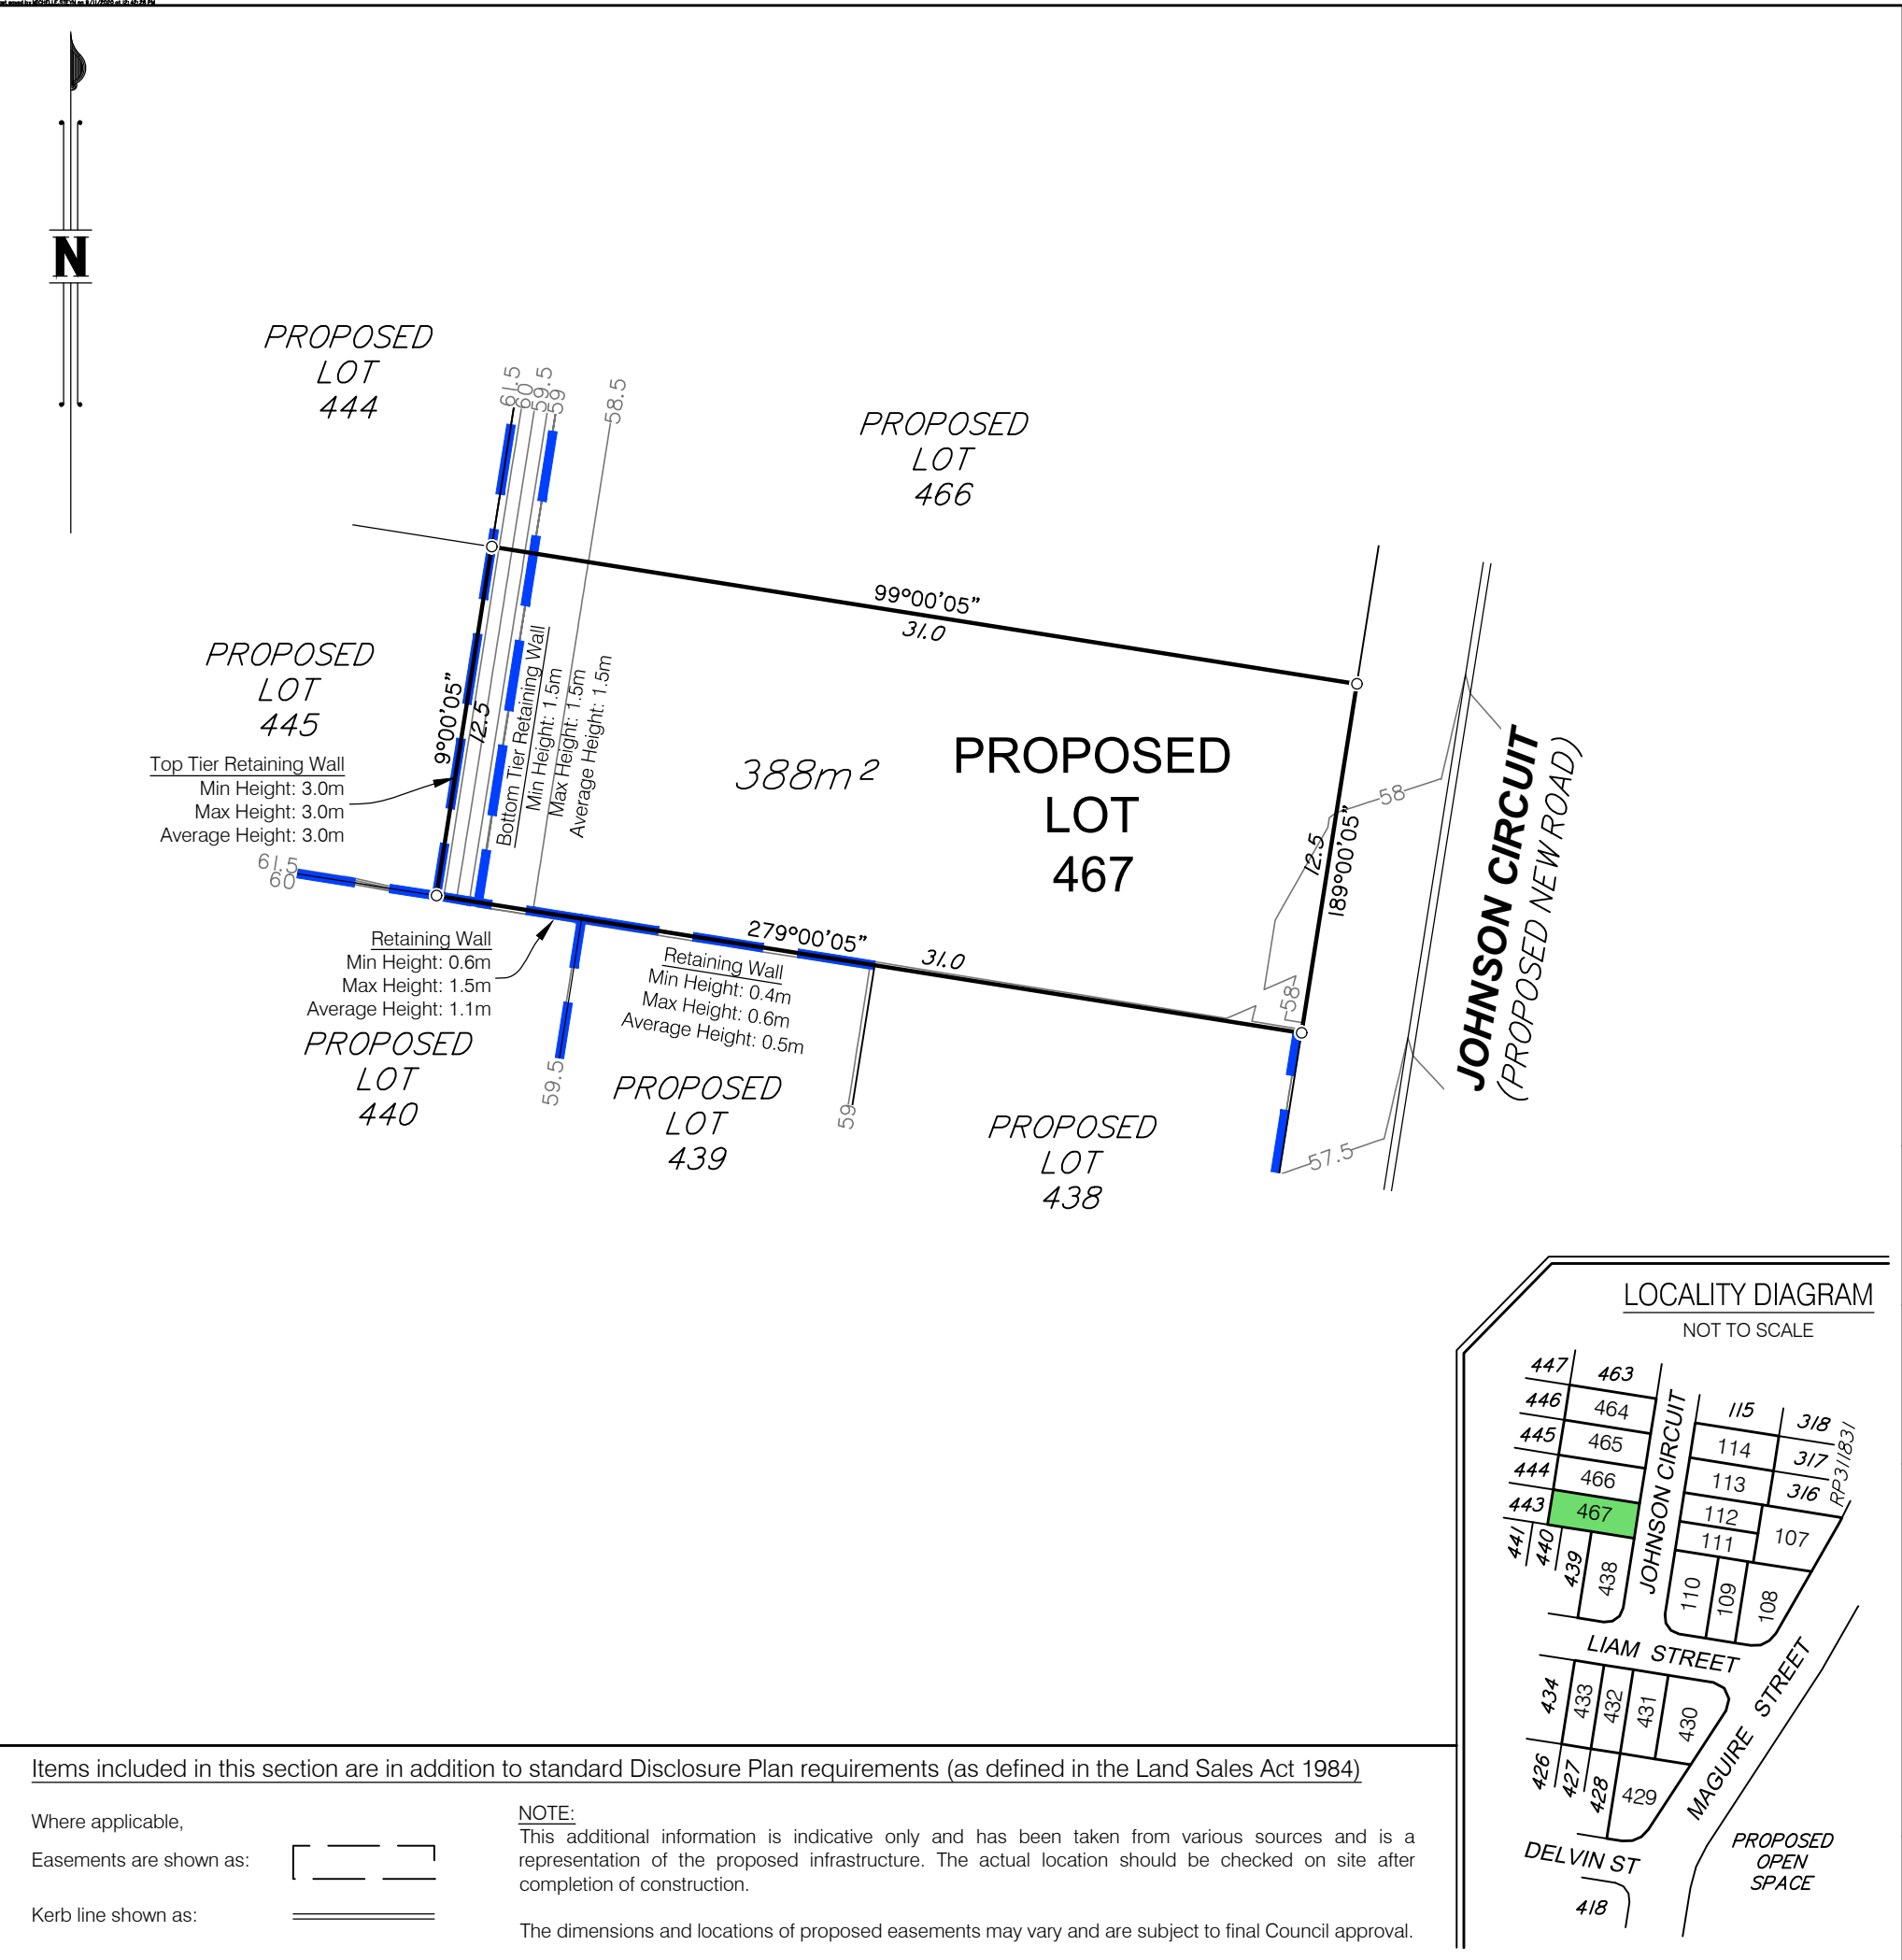 N
PROPOSED
LOT
444
61.5
60
59.5
59
58.5
PROPOSED
LOT
466
99°00'05"
31.0
PROPOSED
LOT
445
9°00'05"
12.5
Top Tier Retaining Wall
Min Height: 3.0m
Max Height: 3.0m
Average Height: 3.0m
Bottom Tier Retaining Wall
Min Height: 1.5m
Max Height: 1.5m
Average Height: 1.5m
388m²
PROPOSED
LOT
467
58
12.5
189°00'05"
JOHNSON CIRCUIT
(PROPOSED NEW ROAD)
61.5
60
279°00'05"
31.0
58
Retaining Wall
Min Height: 0.6m
Max Height: 1.5m
Average Height: 1.1m
Retaining Wall
Min Height: 0.4m
Max Height: 0.6m
Average Height: 0.5m
PROPOSED
LOT
440
59.5
PROPOSED
LOT
439
59
PROPOSED
LOT
438
57.5
LOCALITY DIAGRAM
NOT TO SCALE
447
463
446
464
445
465
444
466
443
467
441
440
439
438
JOHNSON CIRCUIT
115
318
114
317
113
316
RP311831
112
111
107
110
109
108
LIAM STREET
434
433
432
431
430
MAGUIRE STREET
426
427
428
429
DELVIN ST
418
PROPOSED
OPEN
SPACE
Items included in this section are in addition to standard Disclosure Plan requirements (as defined in the Land Sales Act 1984)
Where applicable,
Easements are shown as:
Kerb line shown as:
NOTE:
This additional information is indicative only and has been taken from various sources and is a
representation of the proposed infrastructure. The actual location should be checked on site after
completion of construction.
The dimensions and locations of proposed easements may vary and are subject to final Council approval.